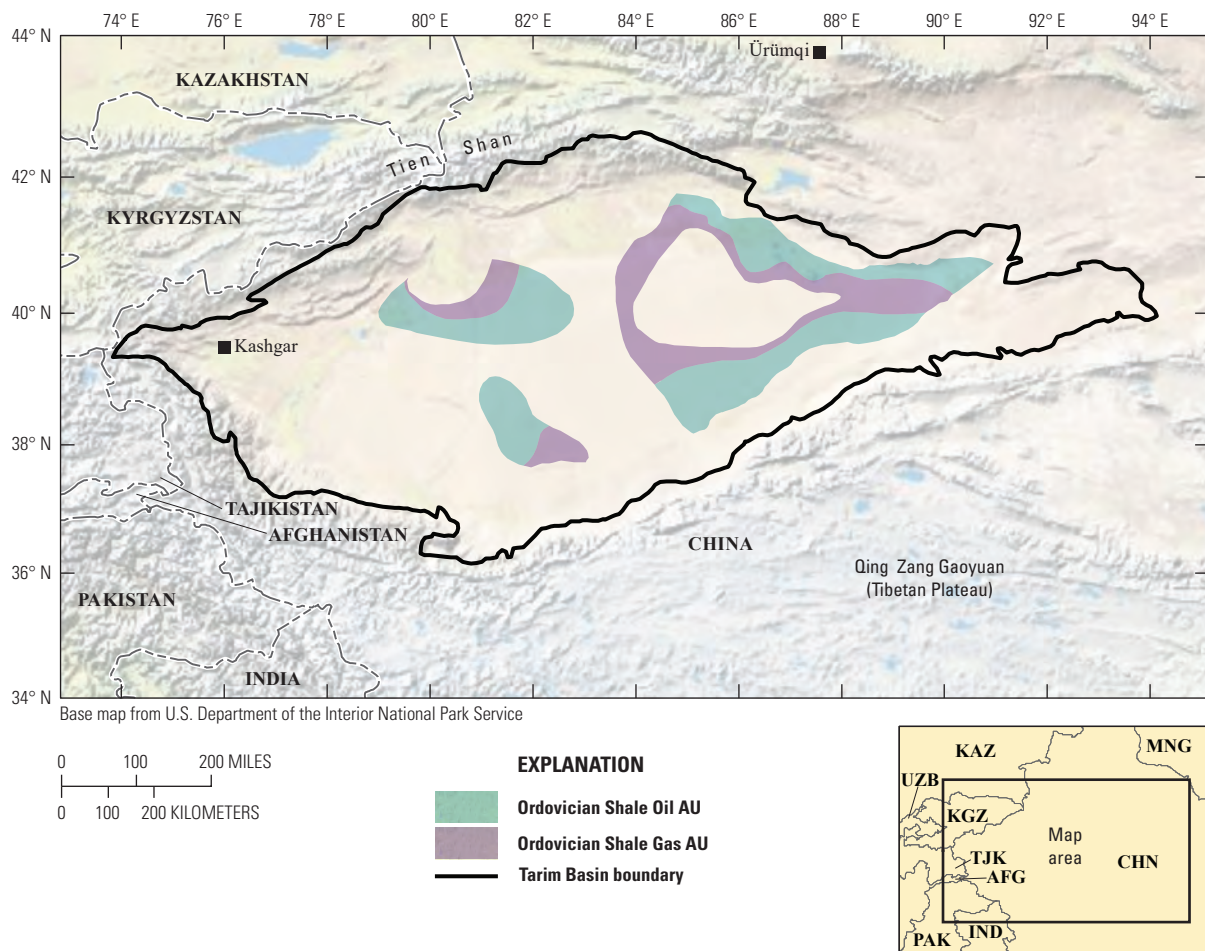 74° E 76° E 78° E 80° E 82° E 84° E 86° E 88° E 90° E 92° E 94° E
44° N
42° N
40° N
38° N
36° N
34° N
Ürümqi
KAZAKHSTAN
Tien Shan
KYRGYZSTAN
Kashgar
TAJIKISTAN
AFGHANISTAN
CHINA
Qing Zang Gaoyuan
(Tibetan Plateau)
PAKISTAN
INDIA
Base map from U.S. Department of the Interior National Park Service
0 100 200 MILES
0 100 200 KILOMETERS
EXPLANATION
Ordovician Shale Oil AU
Ordovician Shale Gas AU
Tarim Basin boundary
KAZ
MNG
UZB
KGZ
Map
area
TJK
CHN
AFG
PAK
IND